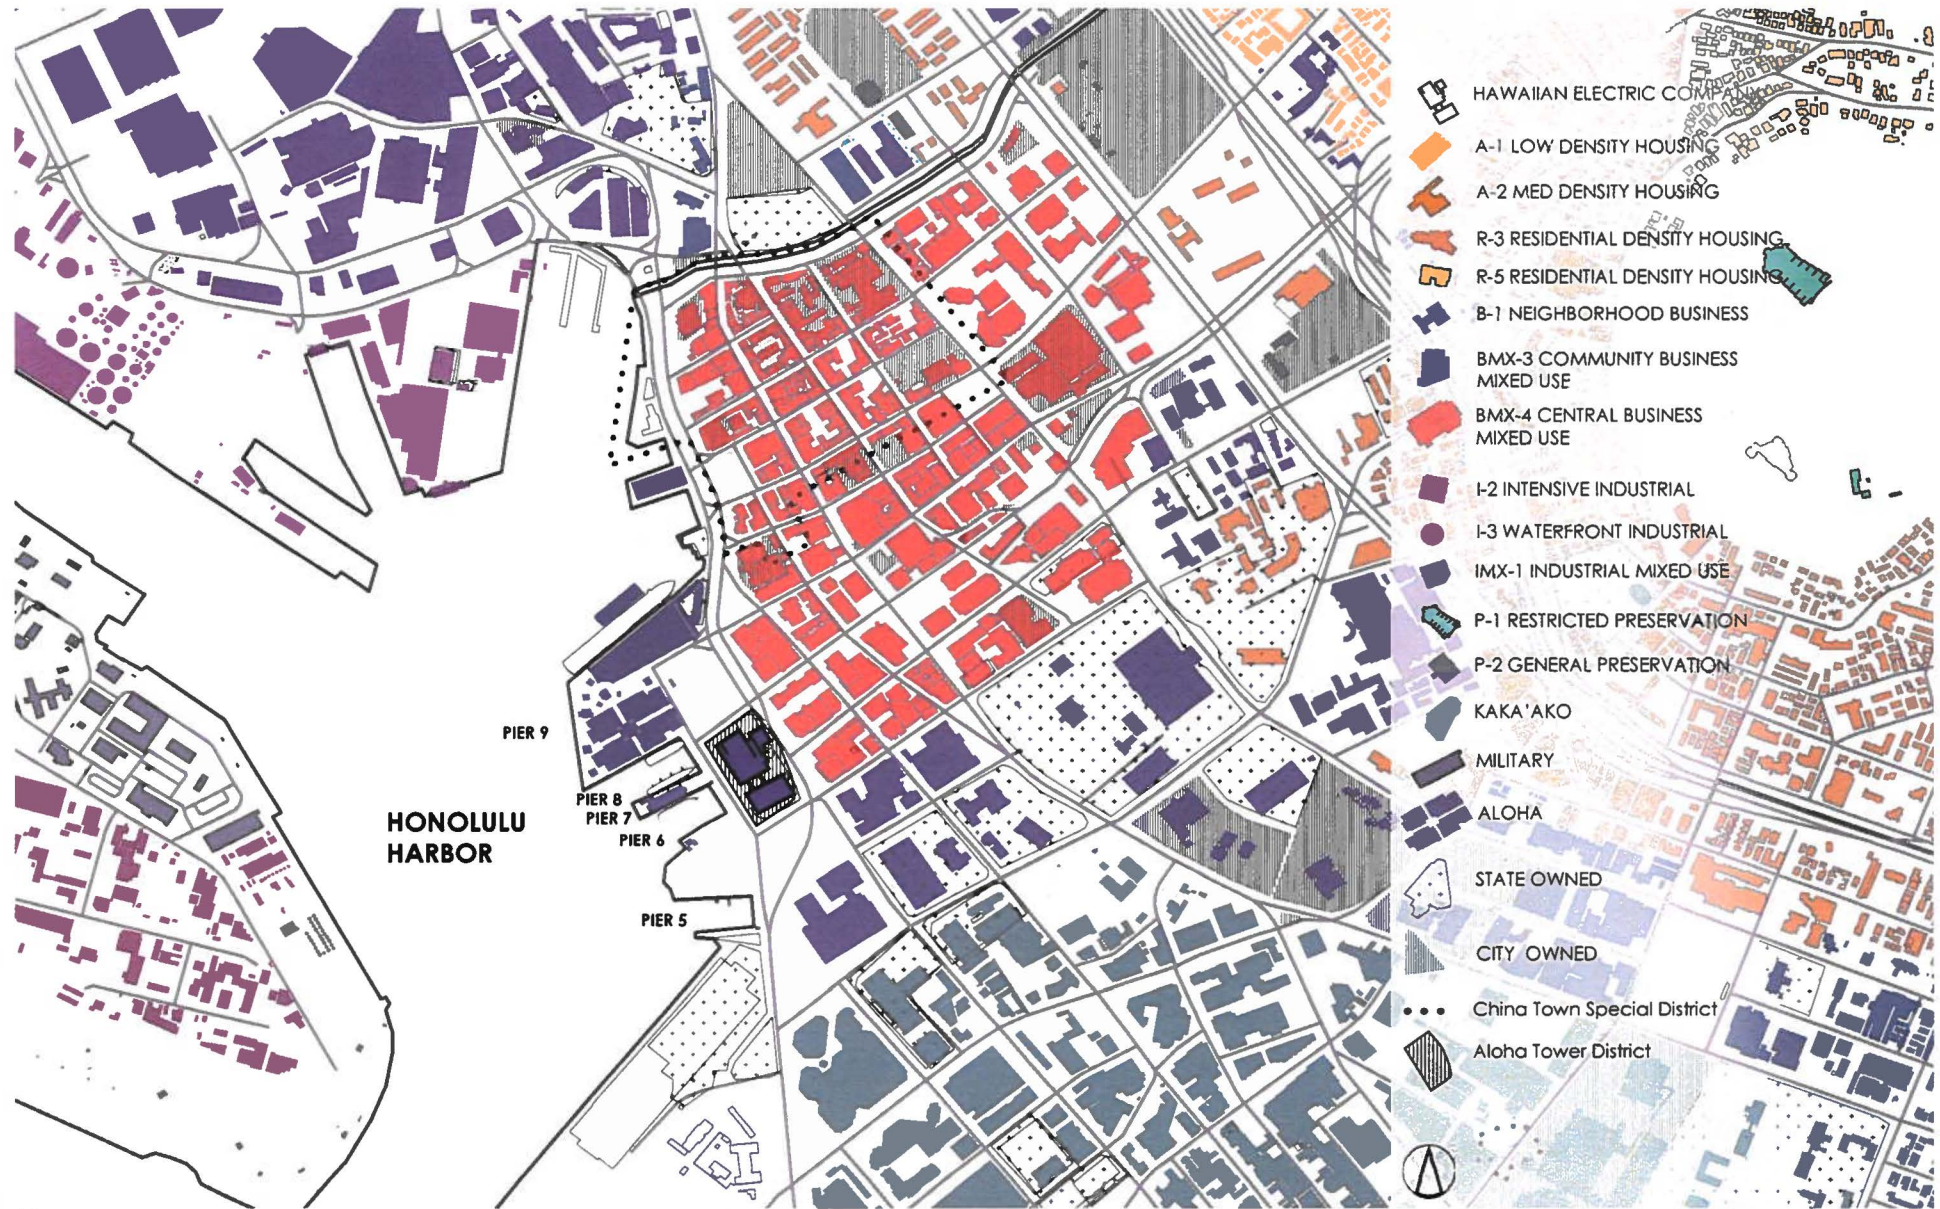 PIER 9
PIER 8
PIER 7
PIER 6
HONOLULU
HARBOR
PIER 5
HAWAIIAN ELECTRIC COMPANY
A-1 LOW DENSITY HOUSING
A-2 MED DENSITY HOUSING
R-3 RESIDENTIAL DENSITY HOUSING
R-5 RESIDENTIAL DENSITY HOUSING
B-1 NEIGHBORHOOD BUSINESS
BMX-3 COMMUNITY BUSINESS
MIXED USE
BMX-4 CENTRAL BUSINESS
MIXED USE
I-2 INTENSIVE INDUSTRIAL
I-3 WATERFRONT INDUSTRIAL
IMX-1 INDUSTRIAL MIXED USE
P-1 RESTRICTED PRESERVATION
P-2 GENERAL PRESERVATION
KAKA'AKO
MILITARY
ALOHA
STATE OWNED
CITY OWNED
China Town Special District
Aloha Tower District